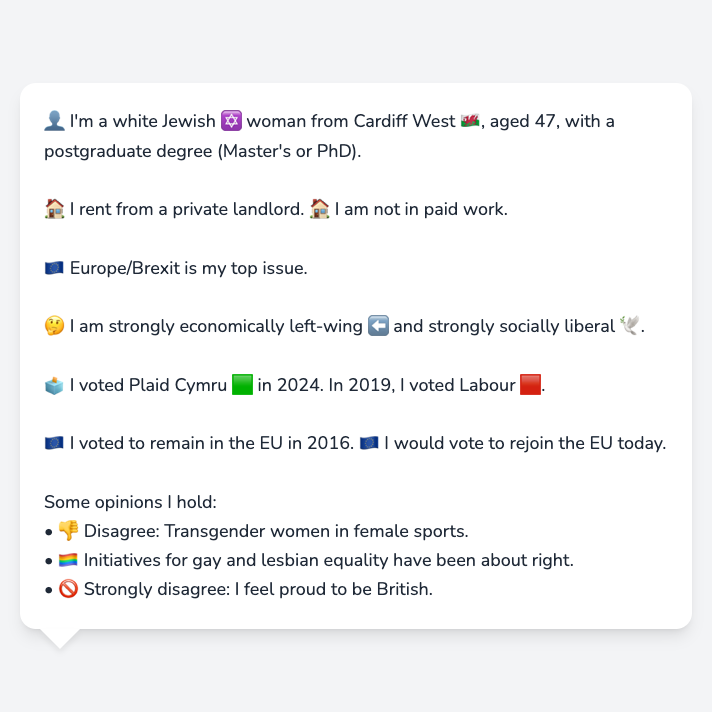 👤 I'm a white Jewish ✡️ woman from Cardiff West 🏴󠁧󠁢󠁷󠁬󠁳󠁿, aged 47, with a
postgraduate degree (Master's or PhD).
🏠 I rent from a private landlord. 🏠 I am not in paid work.
🇪🇺 Europe/Brexit is my top issue.
🤔 I am strongly economically left-wing ⬅️ and strongly socially liberal 🕊️.
🗳️ I voted Plaid Cymru 🟩 in 2024. In 2019, I voted Labour 🟥.
🇪🇺 I voted to remain in the EU in 2016. 🇪🇺 I would vote to rejoin the EU today.
Some opinions I hold:
• 👎 Disagree: Transgender women in female sports.
• 🏳️‍🌈 Initiatives for gay and lesbian equality have been about right.
• 🚫 Strongly disagree: I feel proud to be British.